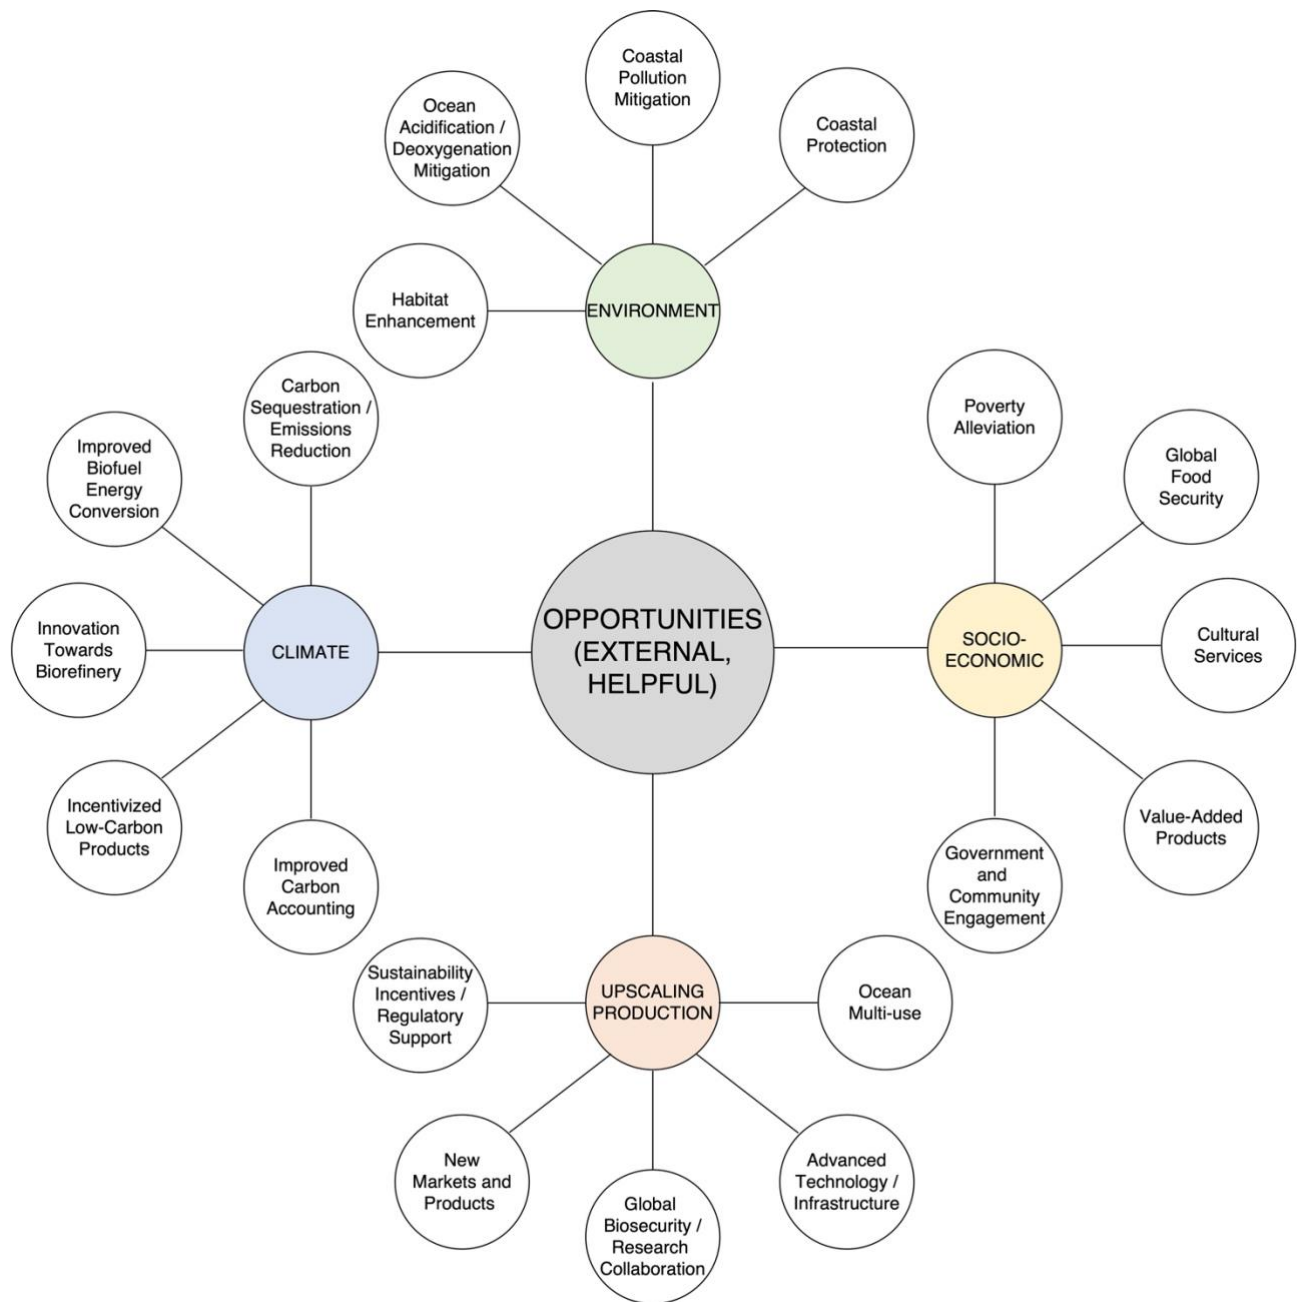 Coastal
Pollution
Mitigation
Ocean
Acidification /
Deoxygenation
Mitigation
Coastal
Protection
Habitat
Enhancement
ENVIRONMENT
Carbon
Sequestration /
Emissions
Reduction
Improved
Biofuel
Energy
Conversion
Innovation
Towards
Biorefinery
Incentivized
Low-Carbon
Products
Improved
Carbon
Accounting
CLIMATE
OPPORTUNITIES
(EXTERNAL,
HELPFUL)
Poverty
Alleviation
Global
Food
Security
SOCIO-
ECONOMIC
Cultural
Services
Value-Added
Products
Government
and
Community
Engagement
Sustainability
Incentives /
Regulatory
Support
UPSCALING
PRODUCTION
Ocean
Multi-use
New
Markets and
Products
Global
Biosecurity /
Research
Collaboration
Advanced
Technology /
Infrastructure